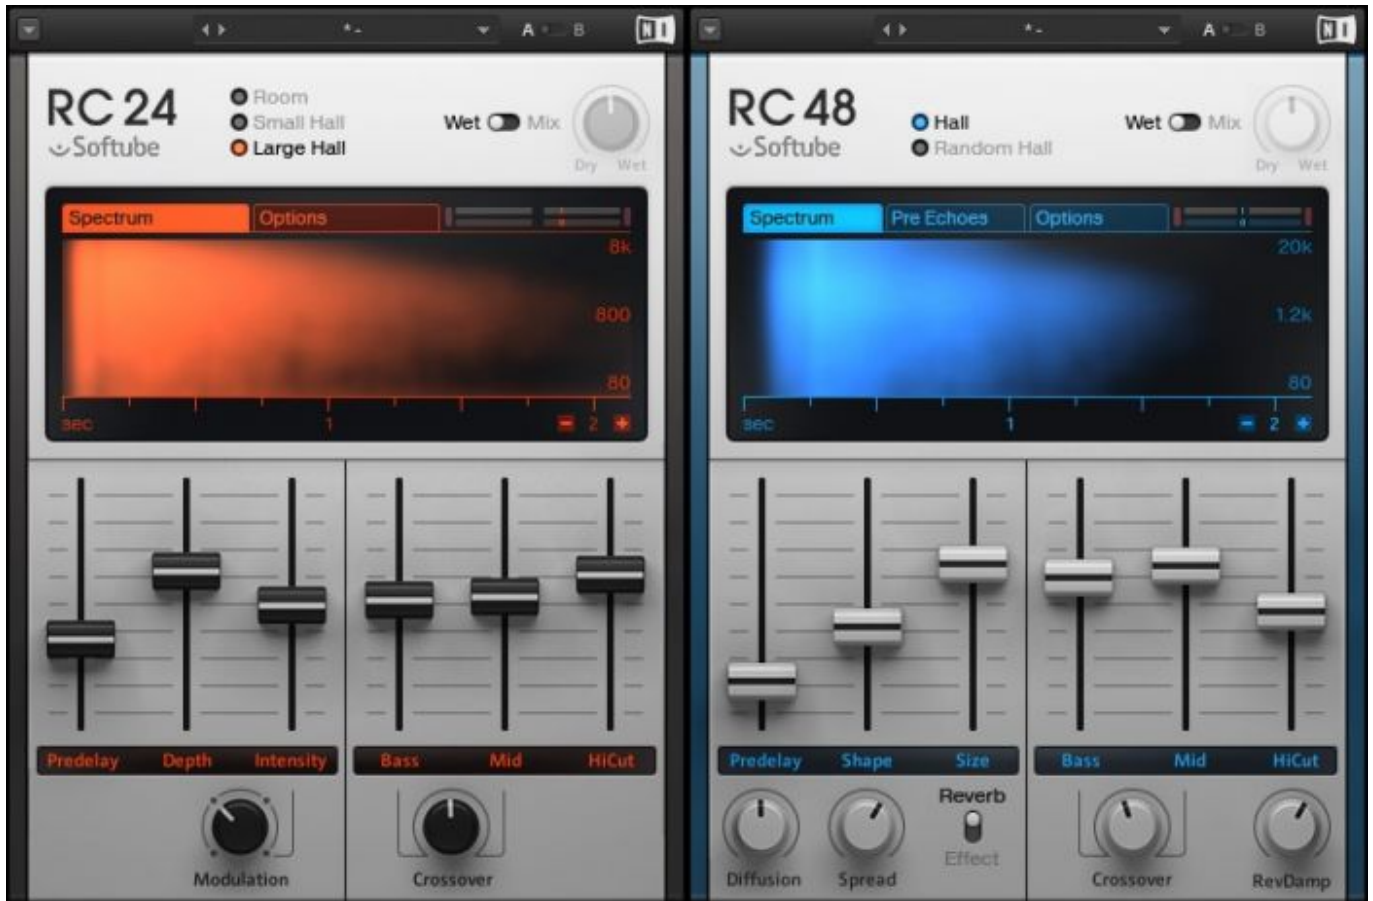 *- A B NI
RC 24
Softube
Room
Small Hall
Large Hall
Wet Mix
Dry Wet
Spectrum Options
8k
800
80
sec 1 - 2 +
Predelay Depth Intensity
Bass Mid HiCut
Modulation
Crossover
*- A B NI
RC 48
Softube
Hall
Random Hall
Wet Mix
Dry Wet
Spectrum Pre Echoes Options
20k
1.2k
80
sec 1 - 2 +
Predelay Shape Size
Bass Mid HiCut
Reverb
Effect
Diffusion Spread
Crossover RevDamp